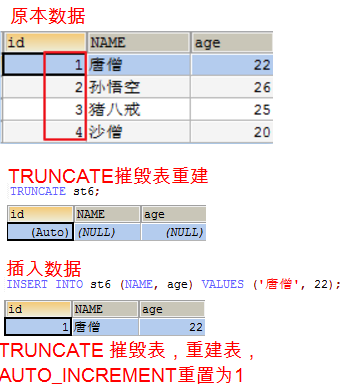 原本数据
id NAME age
1 唐僧 22
2 孙悟空 26
3 猪八戒 25
4 沙僧 20
TRUNCATE摧毁表重建
TRUNCATE st6;
id NAME age
(Auto) (NULL) (NULL)
插入数据
INSERT INTO st6 (NAME, age) VALUES ('唐僧', 22);
id NAME age
1 唐僧 22
TRUNCATE 摧毁表，重建表，
AUTO_INCREMENT重置为1